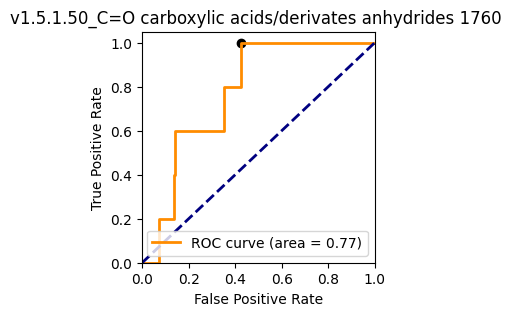 v1.5.1.50_C=O carboxylic acids/derivates anhydrides 1760
True Positive Rate
1.0
0.8
0.6
0.4
0.2
0.0
ROC curve (area = 0.77)
0.0 0.2 0.4 0.6 0.8 1.0
False Positive Rate